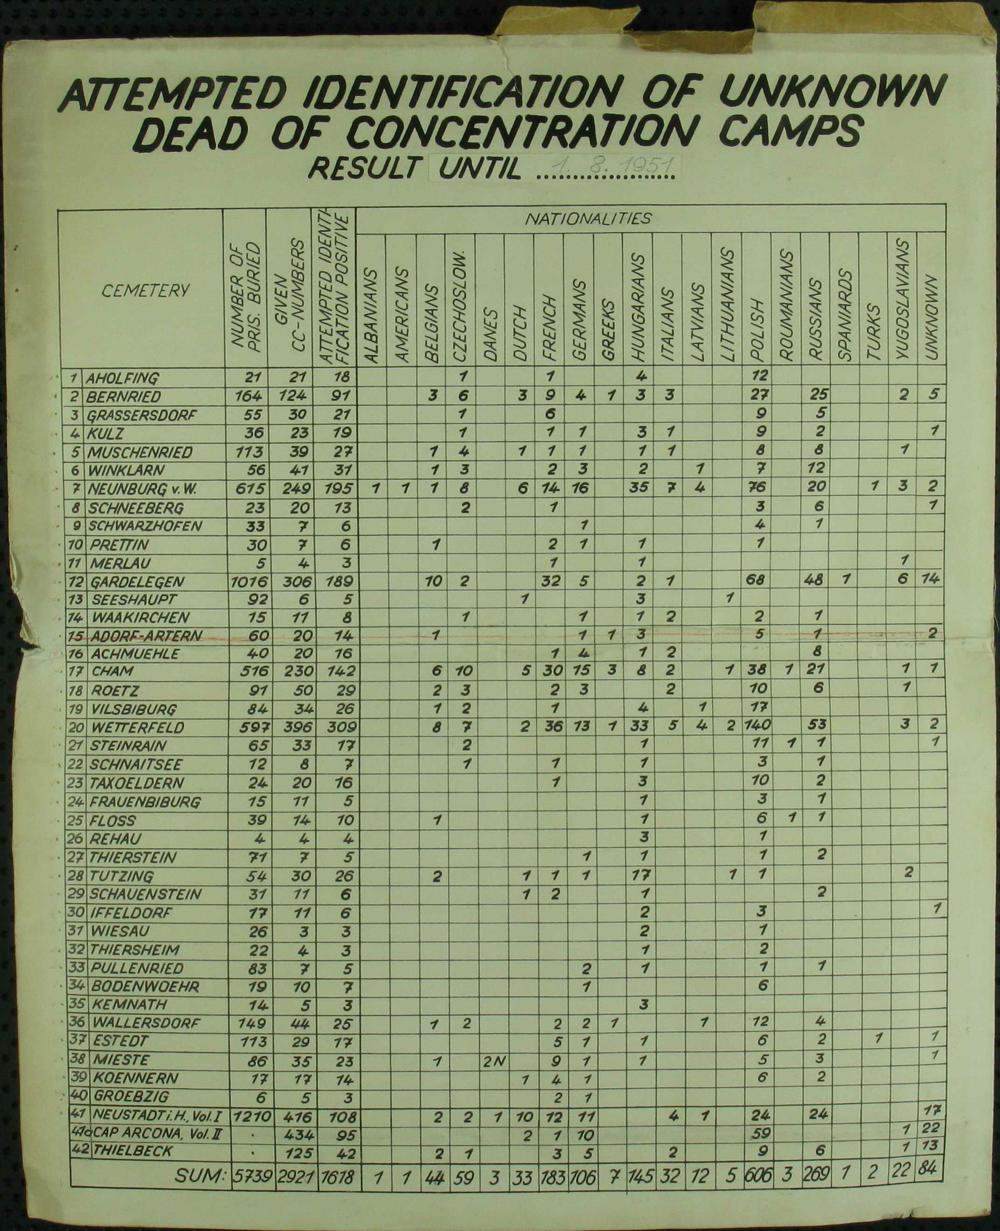 ATTEMPTED IDENTIFICATION OF UNKNOWN
DEAD OF CONCENTRATION CAMPS
RESULT UNTIL 1. 8. 1951
CEMETERY NUMBER OF PRIS. BURIED GIVEN CC-NUMBERS ATTEMPTED IDENTI- FICATION POSITIVE NATIONALITIES
ALBANIANS AMERICANS BELGIANS CZECHOSLOW. DANES DUTCH FRENCH GERMANS GREEKS HUNGARIANS ITALIANS LATVIANS LITHUANIANS POLISH ROUMANIANS RUSSIANS SPANIARDS TURKS YUGOSLAVIANS UNKNOWN
1 AHOLFING 21 21 18 1 1 4 12
2 BERNRIED 164 124 91 3 6 3 9 4 1 3 3 27 25 2 5
3 GRASSERSDORF 55 30 21 1 6 9 5
4 KULZ 36 23 19 1 1 1 3 1 9 2 1
5 MUSCHENRIED 113 39 27 1 4 1 1 1 1 1 8 8 1
6 WINKLARN 56 41 31 1 3 2 3 2 1 7 12
7 NEUNBURG v. W. 615 249 195 1 1 1 8 6 14 16 35 7 4 76 20 1 3 2
8 SCHNEEBERG 23 20 13 2 1 3 6 1
9 SCHWARZHOFEN 33 7 6 1 4 1
10 PRETTIN 30 7 6 1 2 1 1 1
11 MERLAU 5 4 3 1 1 1
12 GARDELEGEN 1016 306 189 10 2 32 5 2 1 68 48 1 6 14
13 SEESHAUPT 92 6 5 1 3 1
14 WAAKIRCHEN 15 11 8 1 1 1 2 2 1
15 ADORF-ARTERN 60 20 14 1 1 1 3 5 1 2
16 ACHMUEHLE 40 20 16 1 4 1 2 8
17 CHAM 516 230 142 6 10 5 30 15 3 8 2 1 38 1 21 1 1
18 ROETZ 91 50 29 2 3 2 3 2 10 6 1
19 VILSBIBURG 84 34 26 1 2 1 4 1 17
20 WETTERFELD 597 396 309 8 7 2 36 13 1 33 5 4 2 140 53 3 2
21 STEINRAIN 65 33 17 2 1 11 1 1 1
22 SCHNAITSEE 12 8 7 1 1 1 3 1
23 TAXOELDERN 24 20 16 1 3 10 2
24 FRAUENBIBURG 15 11 5 1 3 1
25 FLOSS 39 14 10 1 1 6 1 1
26 REHAU 4 4 4 3 1
27 THIERSTEIN 71 7 5 1 1 1 2
28 TUTZING 54 30 26 2 1 1 1 17 1 1 2
29 SCHAUENSTEIN 31 11 6 1 2 1 2
30 IFFELDORF 17 11 6 2 3 1
31 WIESAU 26 3 3 2 1
32 THIERSHEIM 22 4 3 1 2
33 PULLENRIED 83 7 5 2 1 1 1
34 BODENWOEHR 19 10 7 1 6
35 KEMNATH 14 5 3 3
36 WALLERSDORF 149 44 25 1 2 2 2 1 1 12 4
37 ESTEDT 113 29 17 5 1 1 6 2 1 1
38 MIESTE 86 35 23 1 2N 9 1 1 5 3 1
39 KOENNERN 17 17 14 1 4 1 6 2
40 GROEBZIG 6 5 3 2 1
41 NEUSTADT i. H., Vol. I 1210 416 108 2 2 1 10 12 11 4 1 24 24 17
41a CAP ARCONA, Vol. II . 434 95 2 1 10 59 1 22
42 THIELBECK . 125 42 2 1 3 5 2 9 6 1 13
SUM: 5739 2921 1618 1 1 44 59 3 33 183 106 7 145 32 12 5 606 3 269 1 2 22 84